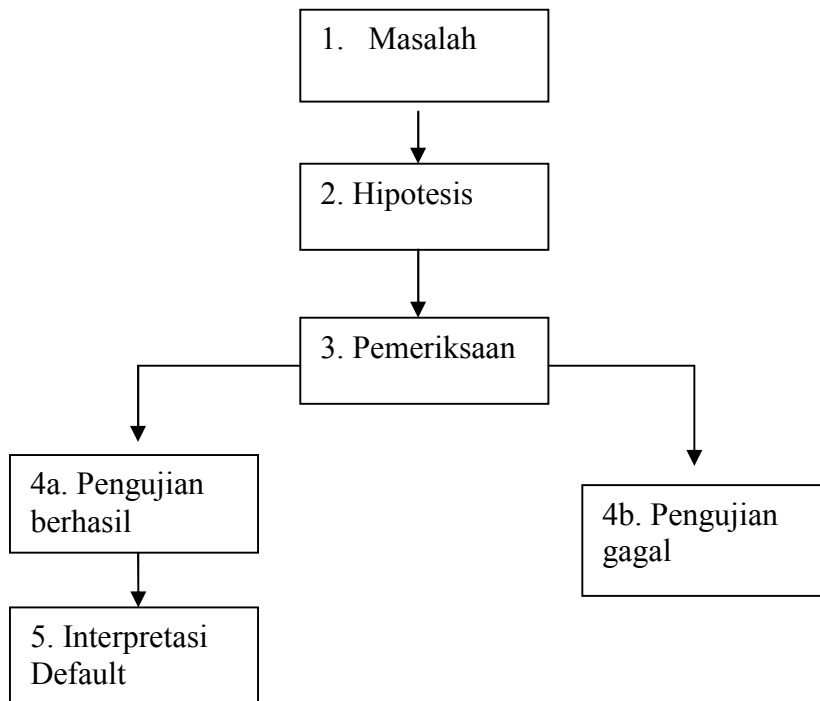 1. Masalah
2. Hipotesis
3. Pemeriksaan
4a. Pengujian
berhasil
4b. Pengujian
gagal
5. Interpretasi
Default